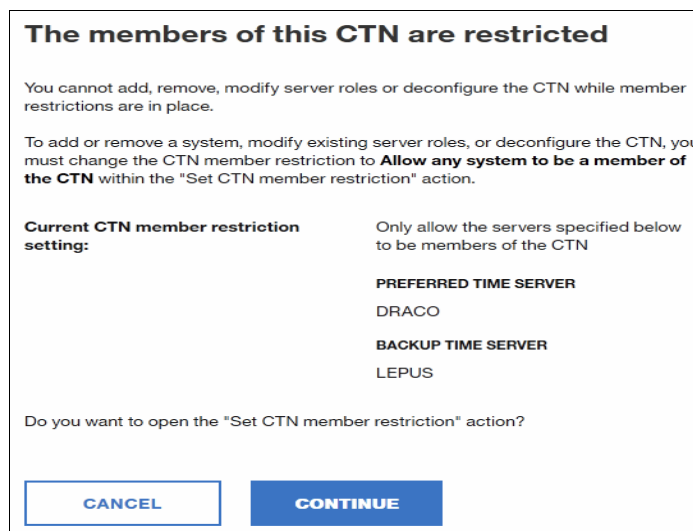 The members of this CTN are restricted
You cannot add, remove, modify server roles or deconfigure the CTN while member
restrictions are in place.
To add or remove a system, modify existing server roles, or deconfigure the CTN, you
must change the CTN member restriction to Allow any system to be a member of
the CTN within the "Set CTN member restriction" action.
Current CTN member restriction
setting:
Only allow the servers specified below
to be members of the CTN
PREFERRED TIME SERVER
DRACO
BACKUP TIME SERVER
LEPUS
Do you want to open the "Set CTN member restriction" action?
CANCEL
CONTINUE